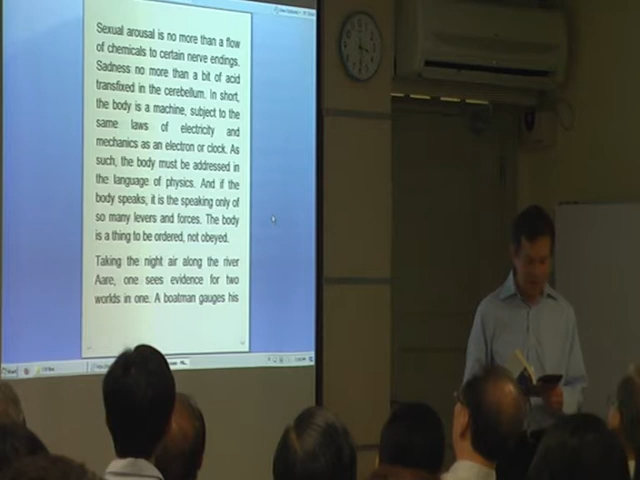 Sexual arousal is no more than a flow
of chemicals to certain nerve endings.
Sadness no more than a bit of acid
transfixed in the cerebellum. In short,
the body is a machine, subject to the
same laws of electricity and
mechanics as an electron or clock. As
such, the body must be addressed in
the language of physics. And if the
body speaks, it is the speaking only of
so many levers and forces. The body
is a thing to be ordered, not obeyed.
Taking the night air along the river
Aare, one sees evidence for two
worlds in one. A boatman gauges his